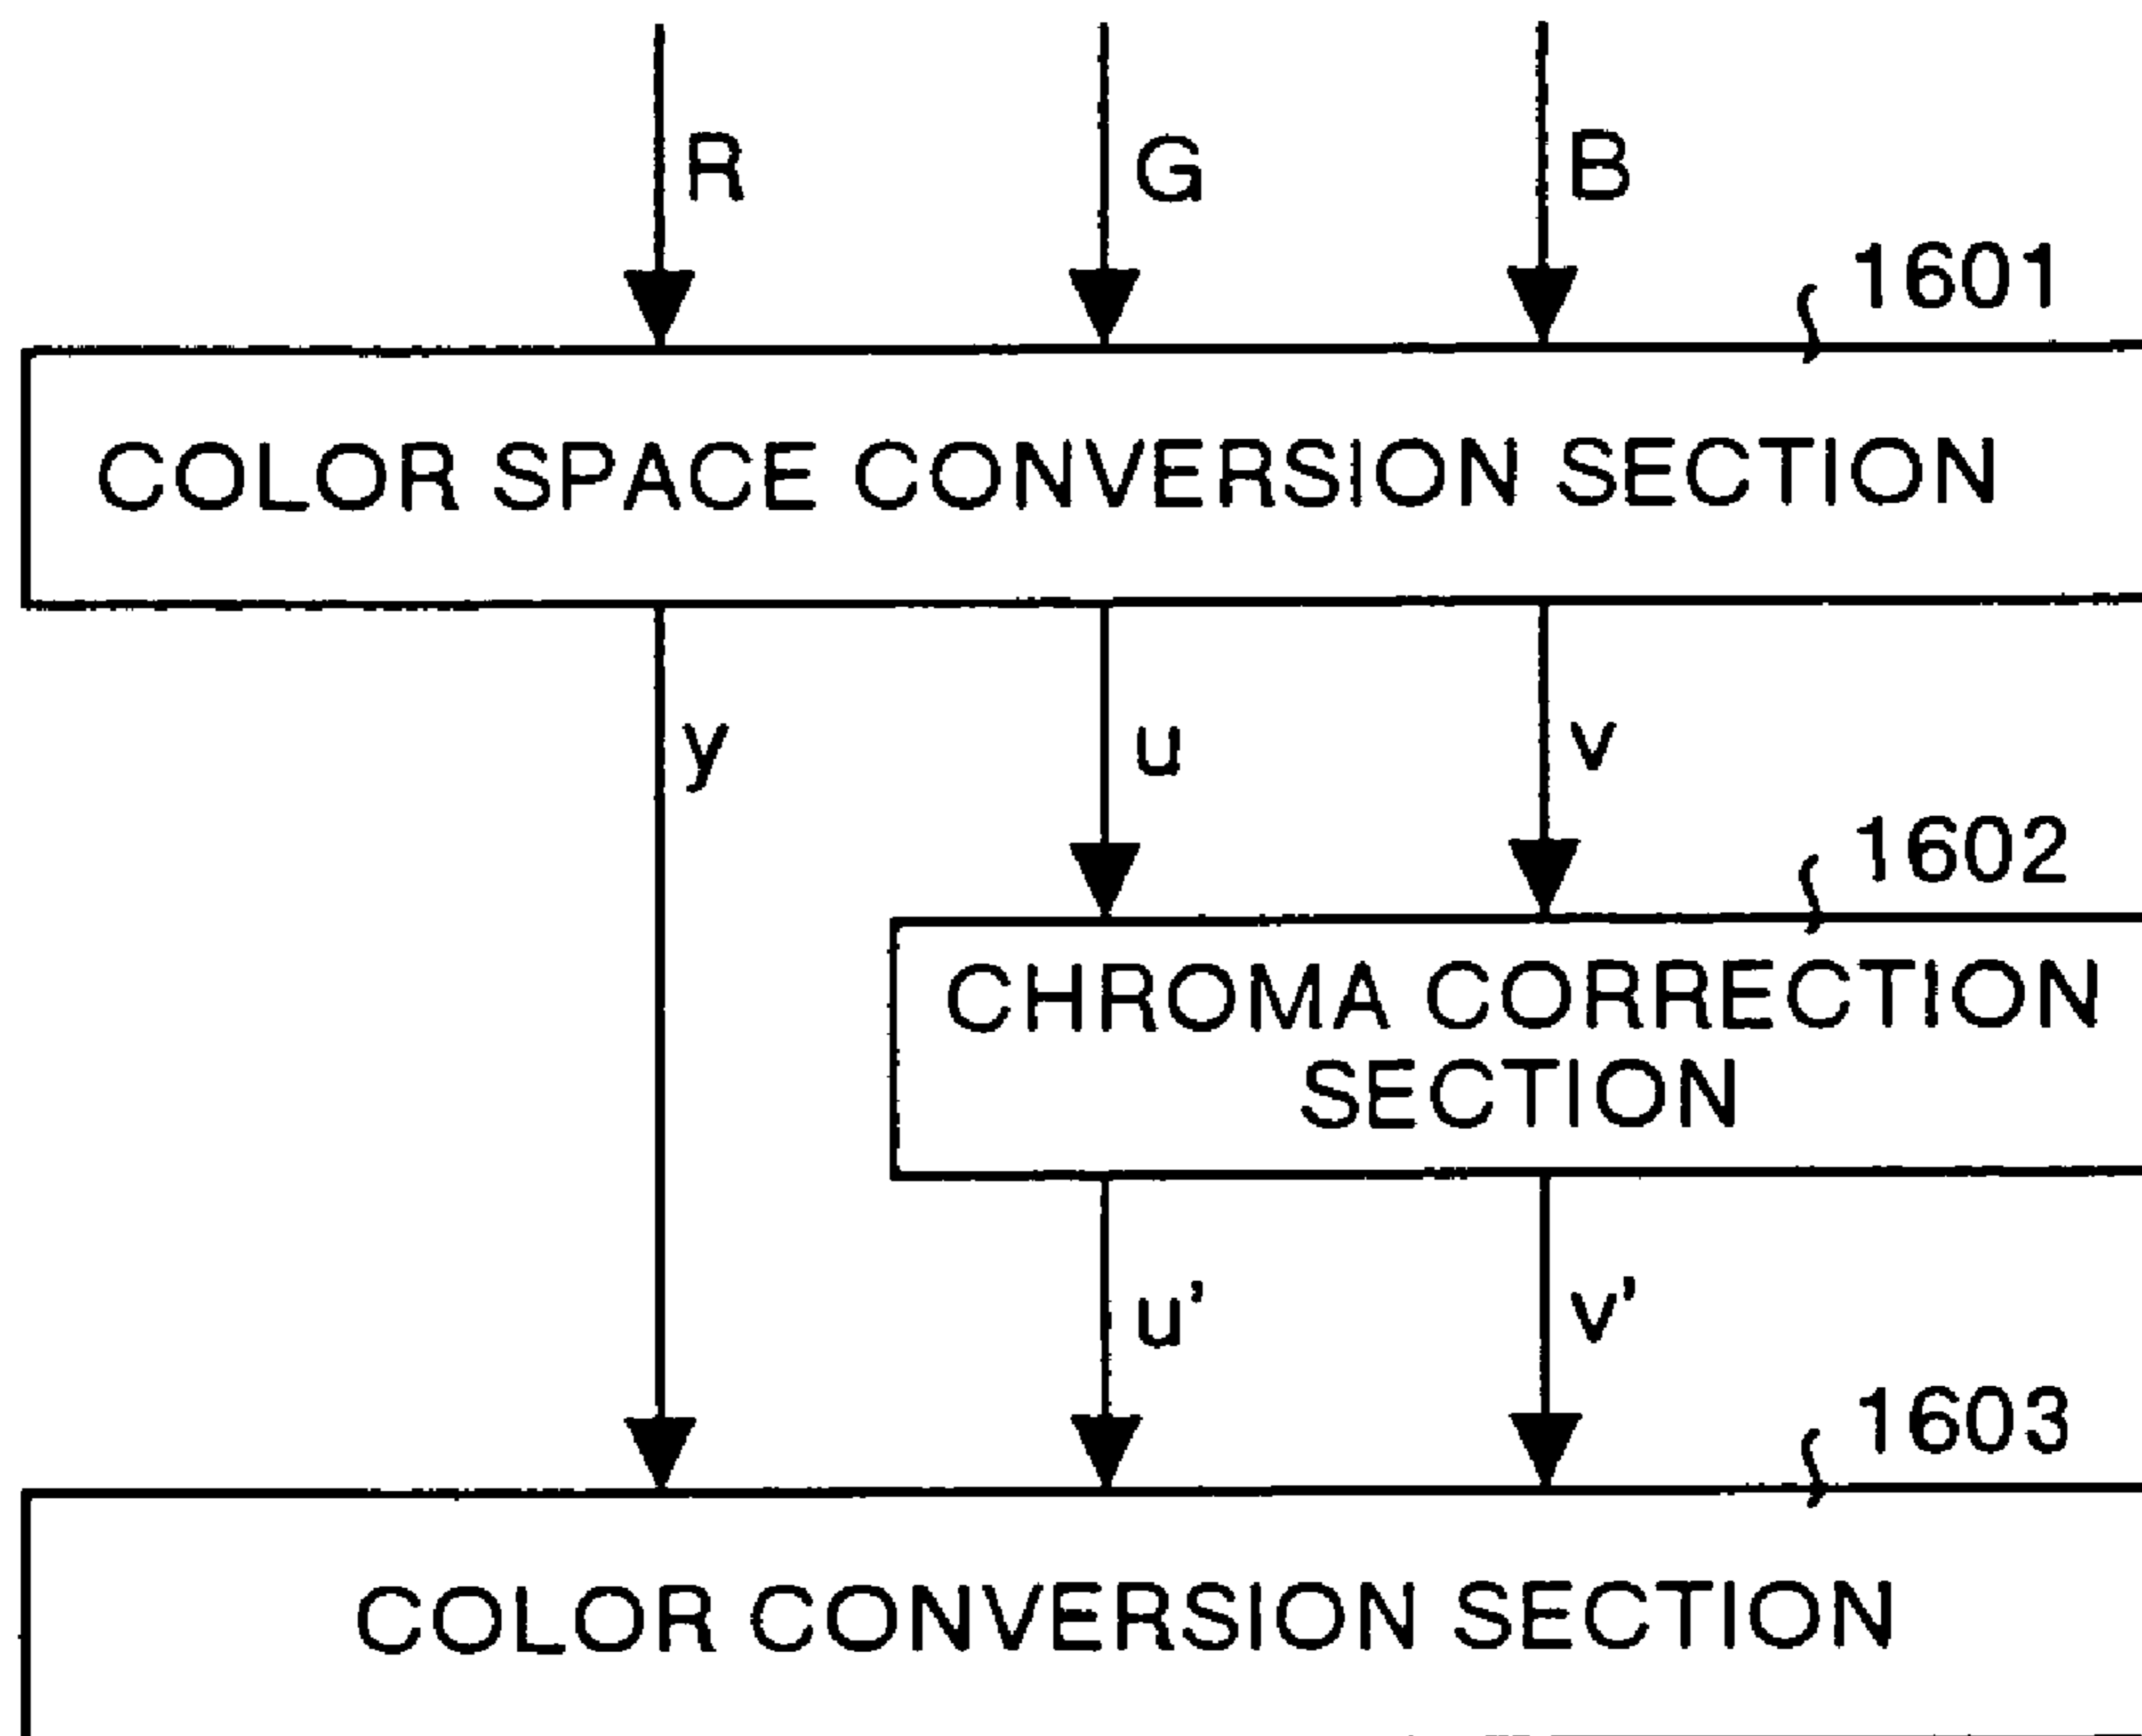 R G B
1601
COLOR SPACE CONVERSION SECTION
y u v
1602
CHROMA CORRECTION
SECTION
u' v'
1603
COLOR CONVERSION SECTION